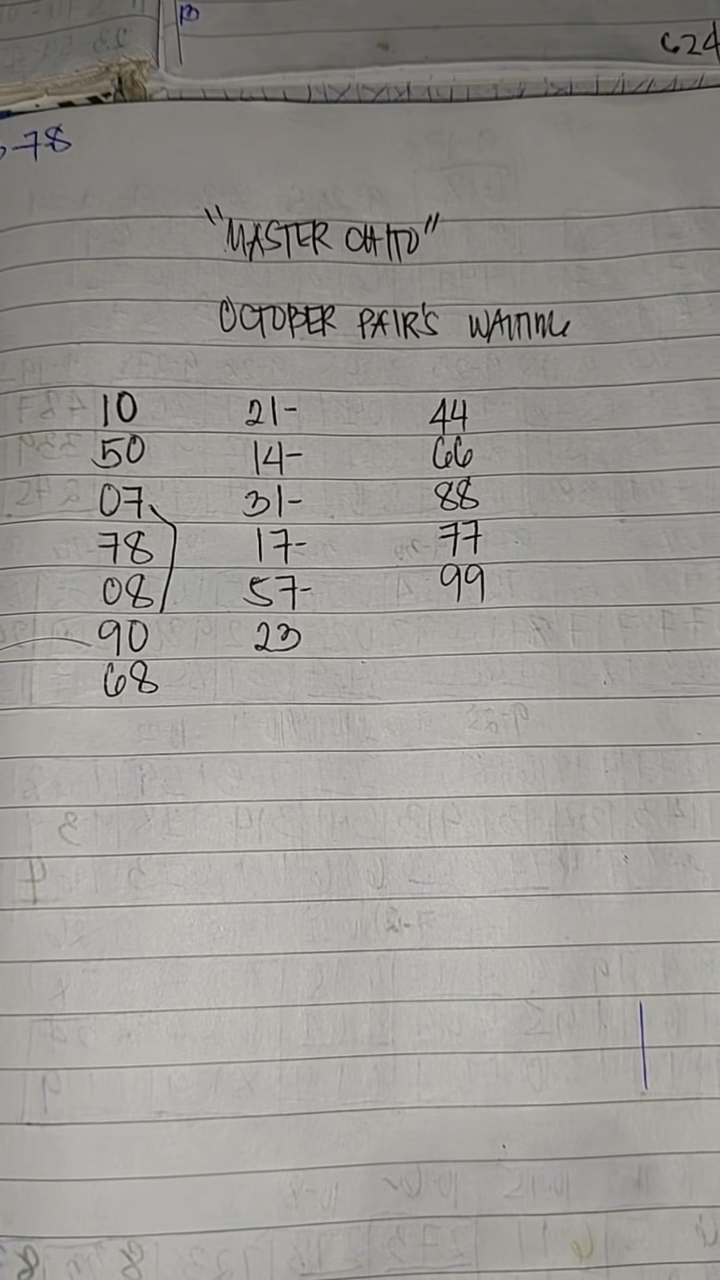 624
-78
"MASTER CHITO"
OCTOBER PAIR'S WAITING
10 21- 44
50 14- 66
07 31- 88
78 17- 77
08 57- 99
90 23
68